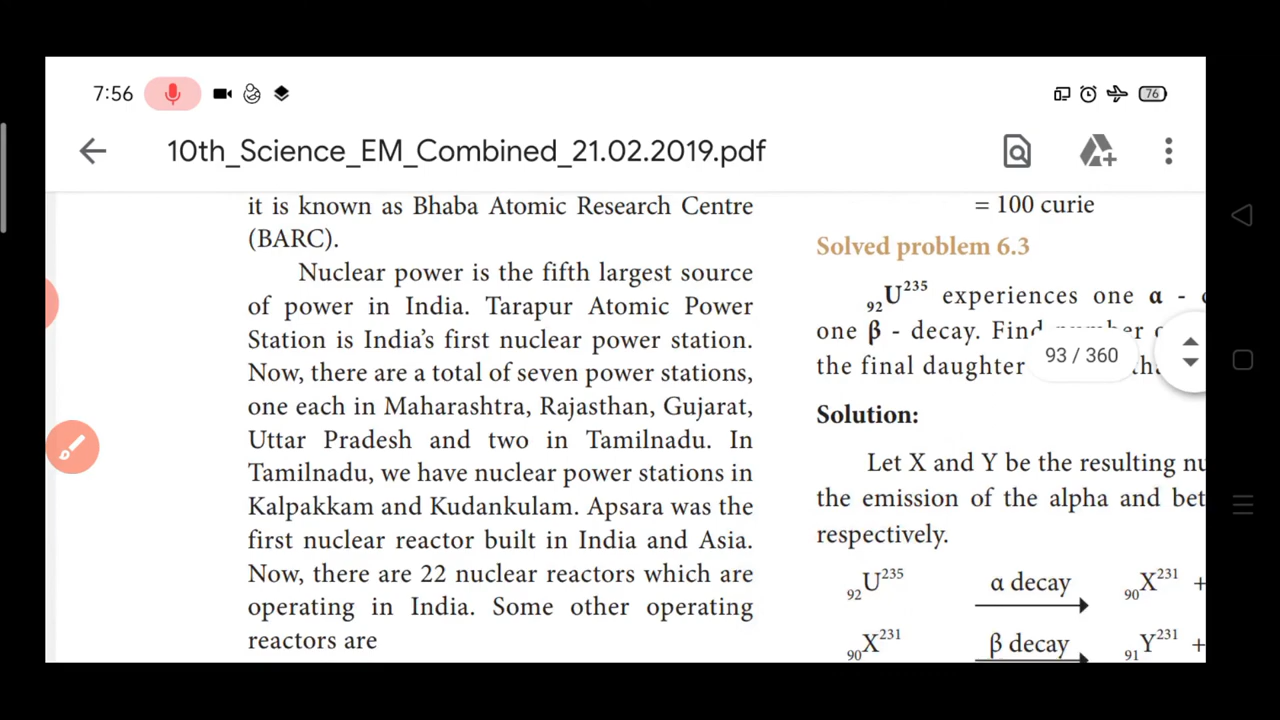 7:56
76
10th_Science_EM_Combined_21.02.2019.pdf
it is known as Bhaba Atomic Research Centre
(BARC).
Nuclear power is the fifth largest source
of power in India. Tarapur Atomic Power
Station is India's first nuclear power station.
Now, there are a total of seven power stations,
one each in Maharashtra, Rajasthan, Gujarat,
Uttar Pradesh and two in Tamilnadu. In
Tamilnadu, we have nuclear power stations in
Kalpakkam and Kudankulam. Apsara was the
first nuclear reactor built in India and Asia.
Now, there are 22 nuclear reactors which are
operating in India. Some other operating
reactors are
= 100 curie
Solved problem 6.3
₉₂U²³⁵ experiences one α -
one β - decay. Find
the final daughter
93 / 360
Solution:
Let X and Y be the resulting
the emission of the alpha and
respectively.
₉₂U²³⁵ α decay ₉₀X²³¹ +
₉₀X²³¹ β decay ₉₁Y²³¹ +